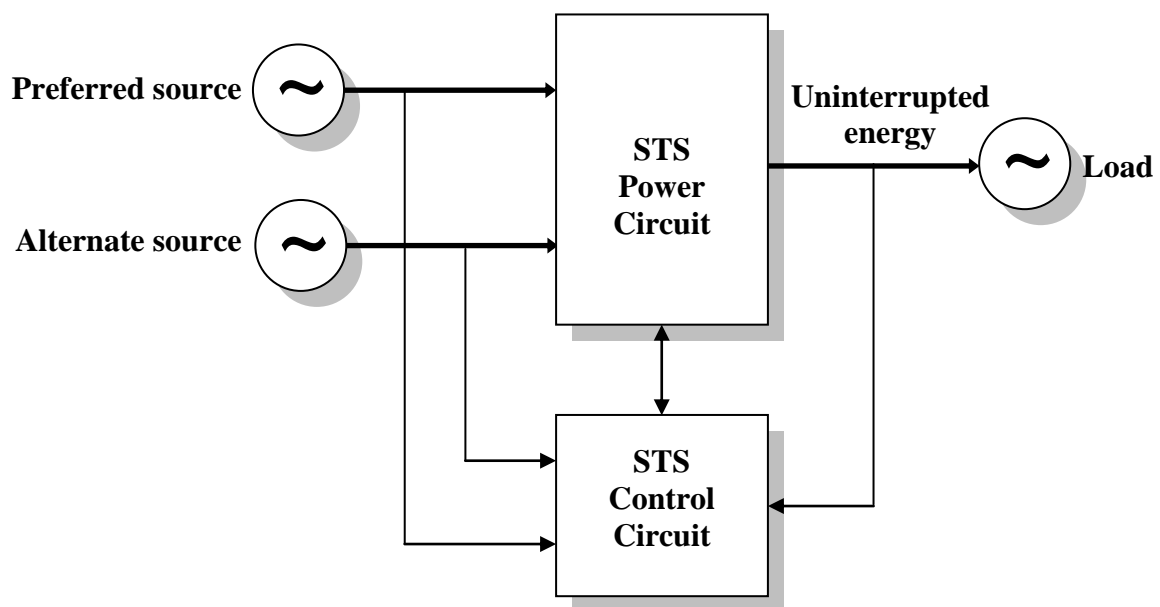 Preferred source
Alternate source
STS
Power
Circuit
Uninterrupted
energy
Load
STS
Control
Circuit